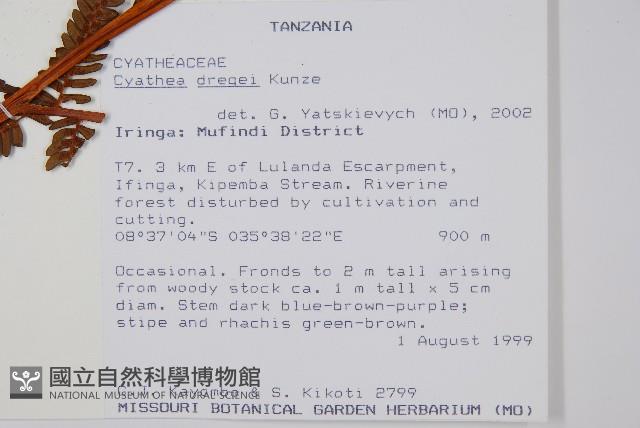 TANZANIA
CYATHEACEAE
Cyathea dregei Kunze
det. G. Yatskievych (MO), 2002
Iringa: Mufindi District
T7. 3 km E of Lulanda Escarpment,
Ifinga, Kipemba Stream. Riverine
forest disturbed by cultivation and
cutting.
08°37'04"S 035°38'22"E 900 m
Occasional. Fronds to 2 m tall arising
from woody stock ca. 1 m tall x 5 cm
diam. Stem dark blue-brown-purple;
stipe and rhachis green-brown.
1 August 1999
國立自然科學博物館
NATIONAL MUSEUM OF NATURAL SCIENCE
Kayombo & S. Kikoti 2799
MISSOURI BOTANICAL GARDEN HERBARIUM (MO)